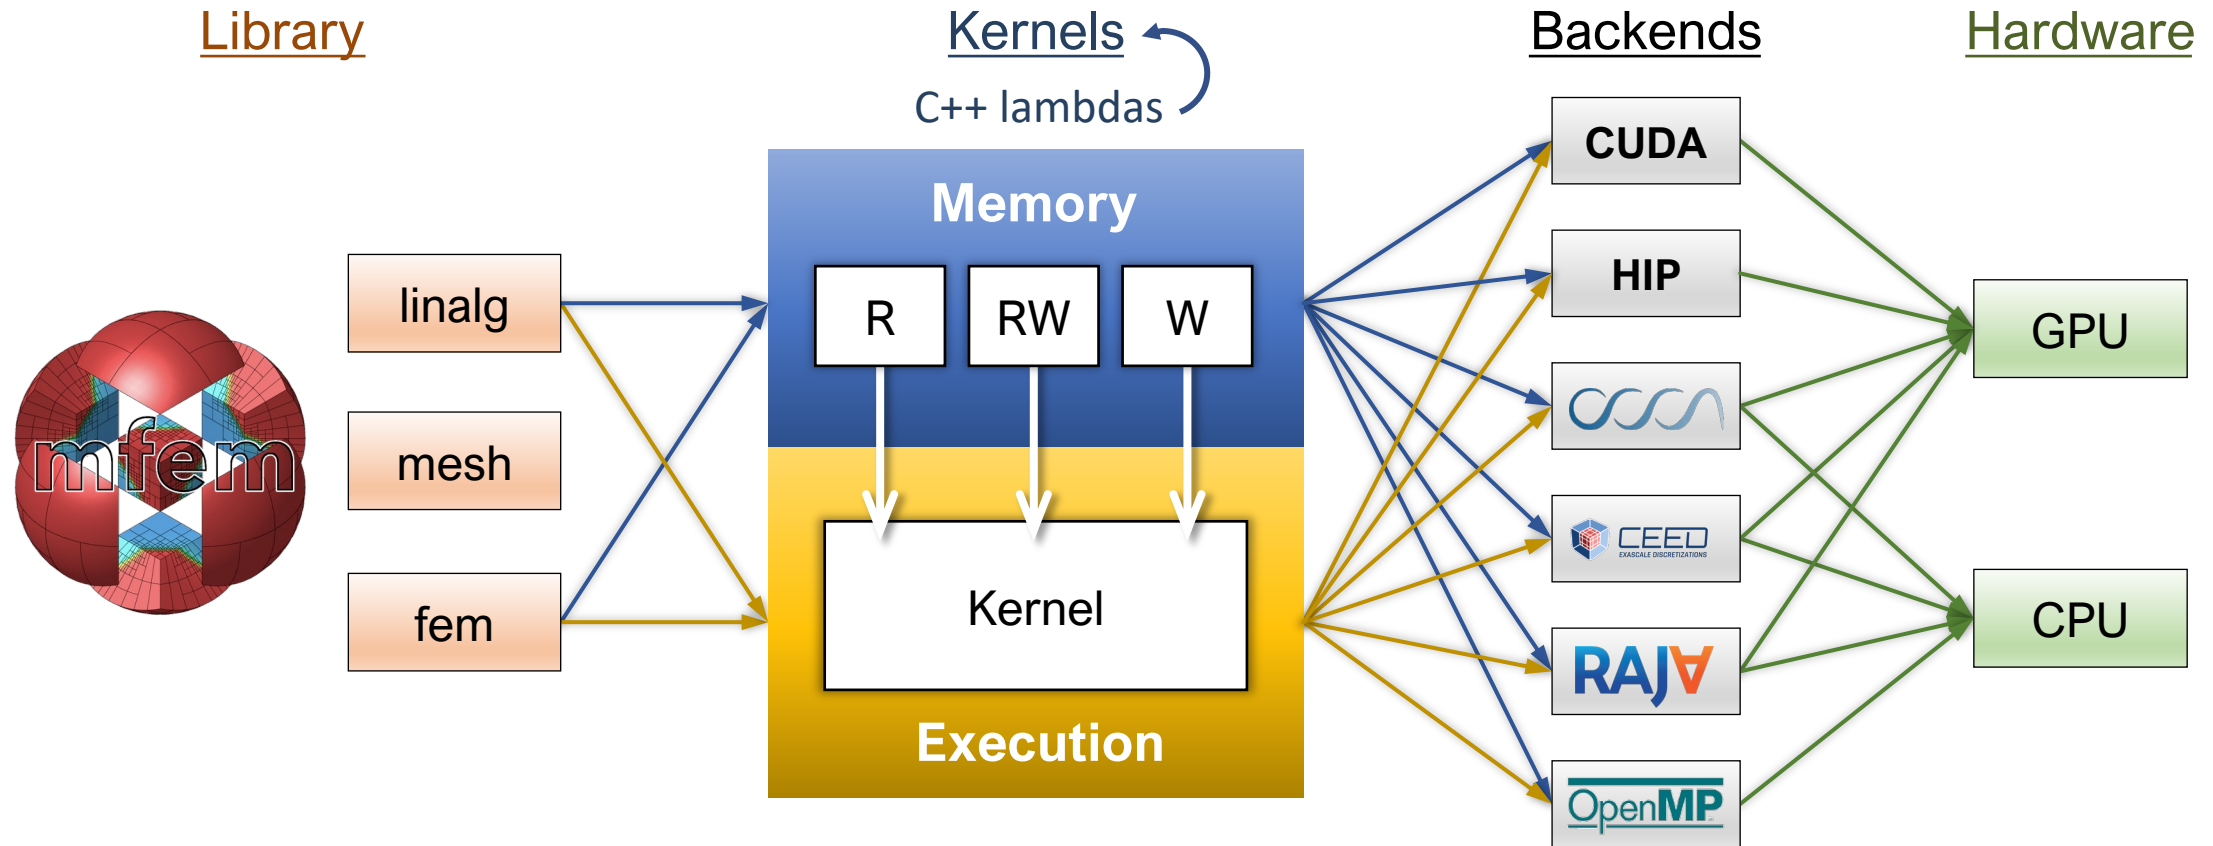 Library
Kernels
Backends
Hardware
C++ lambdas
mfem
linalg
mesh
fem
Memory
R
RW
W
Kernel
Execution
CUDA
HIP
OCCA
CEED
EXASCALE DISCRETIZATIONS
RAJA
OpenMP
GPU
CPU